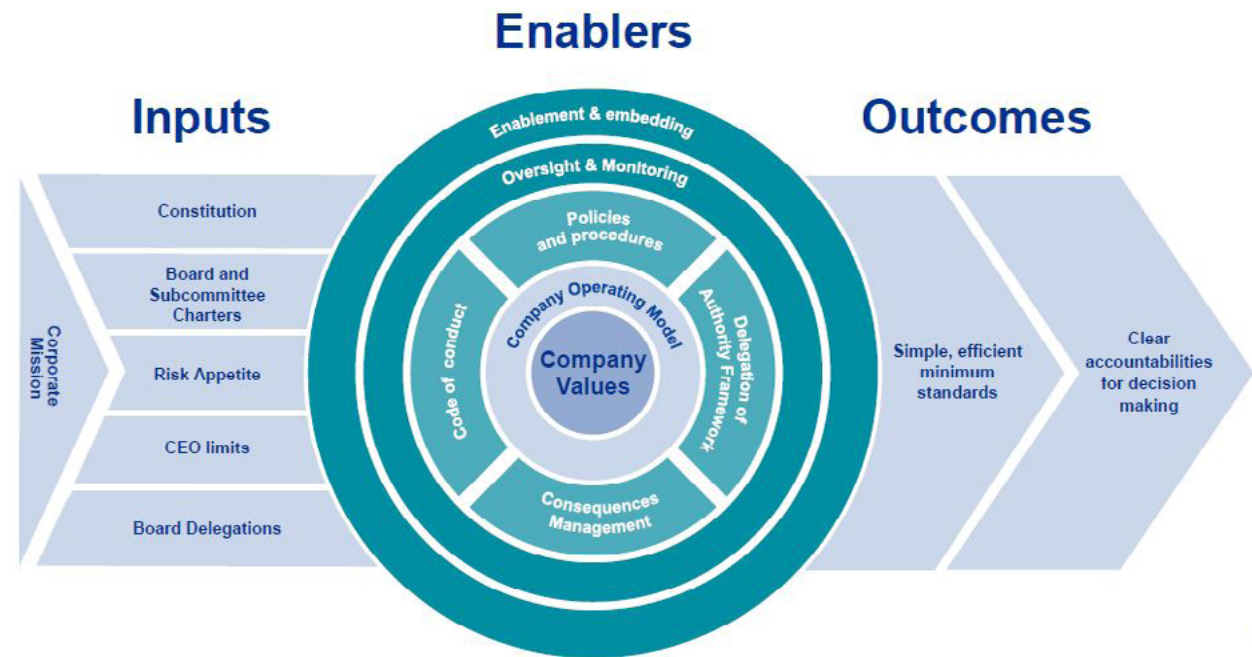 Enablers
Inputs
Outcomes
Corporate
Mission
Constitution
Board and
Subcommittee
Charters
Risk Appetite
CEO limits
Board Delegations
Enablement & embedding
Oversight & Monitoring
Policies
and procedures
Code of conduct
Company Operating Model
Company
Values
Delegation of
Authority Framework
Consequences
Management
Simple, efficient
minimum
standards
Clear
accountabilities
for decision
making